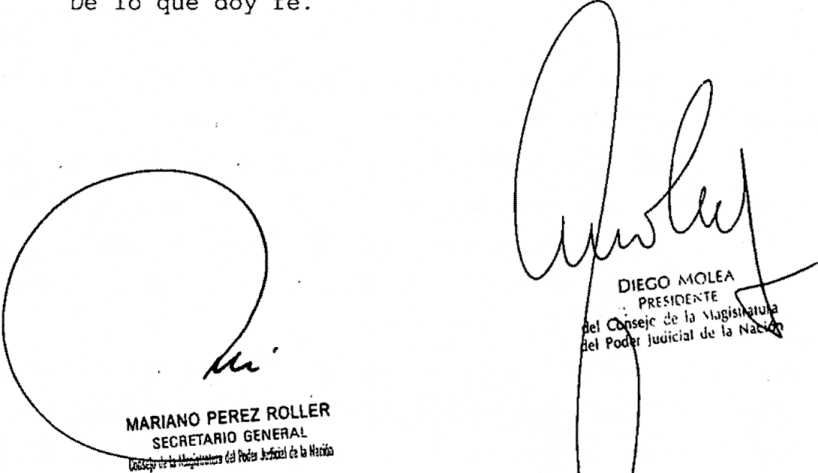 De lo que doy fe.
DIEGO MOLEA
PRESIDENTE
del Consejo de la Magistratura
del Poder Judicial de la Nación
MARIANO PEREZ ROLLER
SECRETARIO GENERAL
Consejo de la Magistratura del Poder Judicial de la Nación